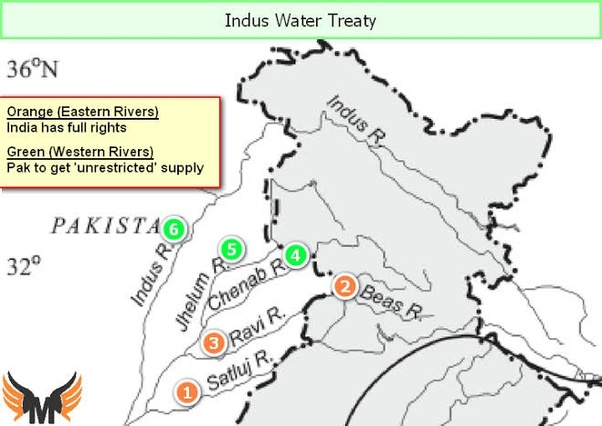 Indus Water Treaty
36°N
Orange (Eastern Rivers)
India has full rights
Green (Western Rivers)
Pak to get 'unrestricted' supply
Indus R.
PAKISTA
6
5
4
32°
Indus R.
Jhelum R.
Chenab R.
2
Beas R.
3
Ravi R.
1
Satluj R.
M